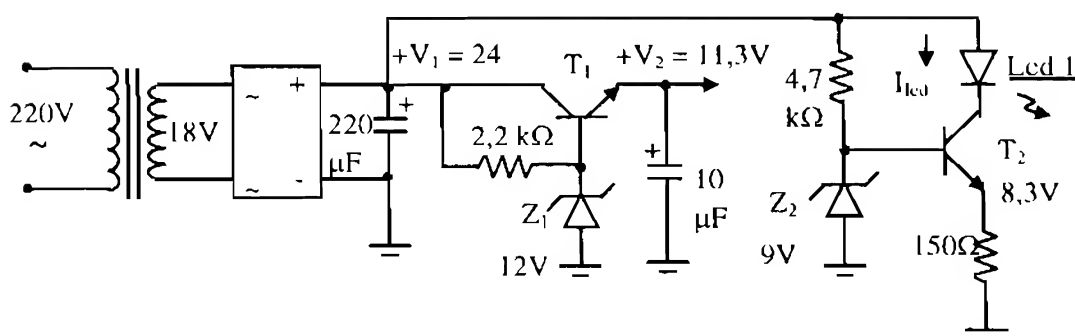 +V₁ = 24
+V₂ = 11,3V
T₁
4,7
kΩ
I_led
Led 1
220V
~
18V
~
+
~
-
220
μF
+
2,2 kΩ
+
10
μF
Z₁
12V
Z₂
9V
T₂
8,3V
150Ω